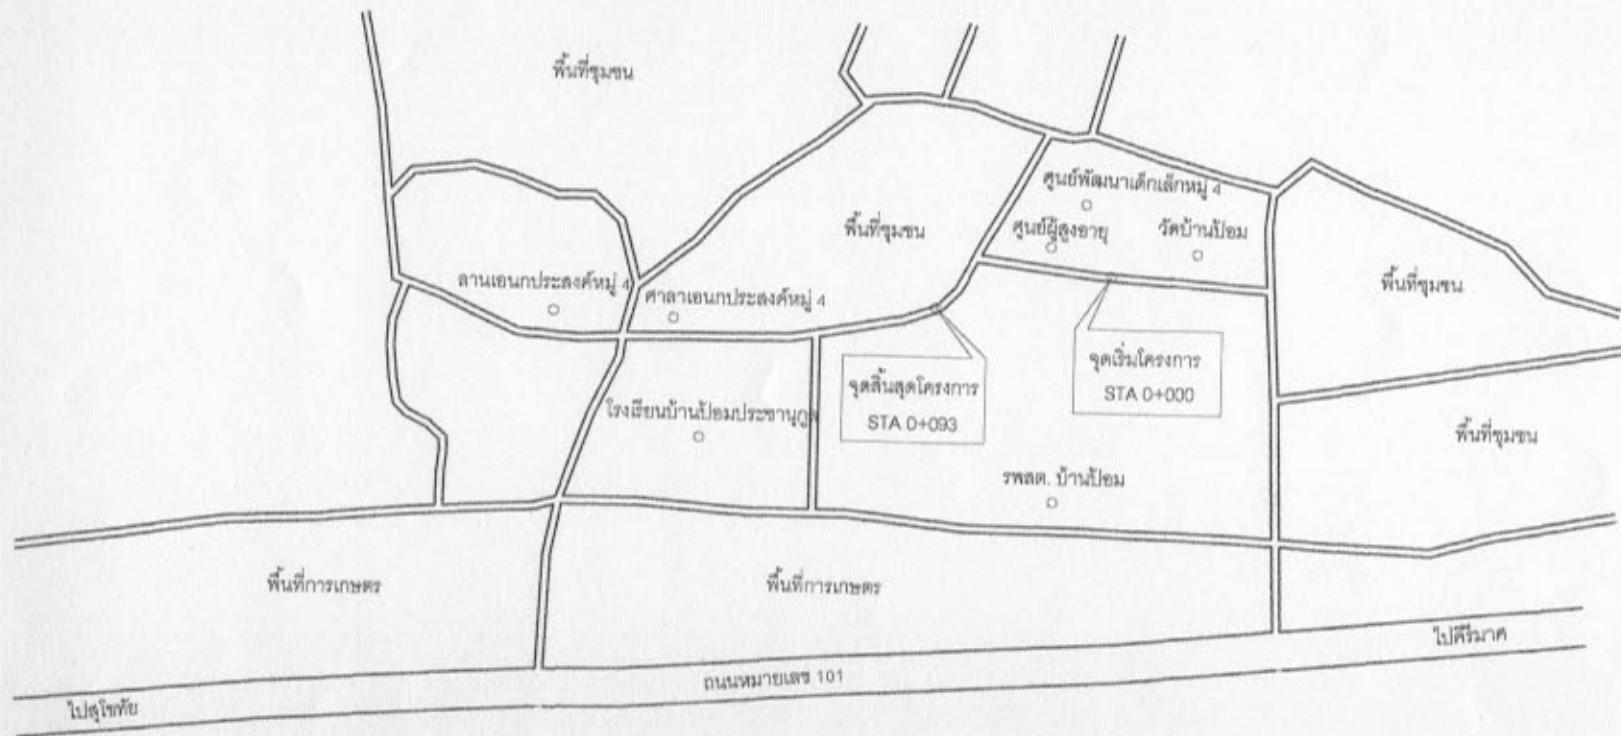 พื้นที่ชุมชน
ศูนย์พัฒนาเด็กเล็กหมู่ 4
พื้นที่ชุมชน
ศูนย์ผู้สูงอายุ
วัดบ้านป้อม
ลานเอนกประสงค์หมู่ 4
ศาลาเอนกประสงค์หมู่ 4
พื้นที่ชุมชน
จุดเริ่มโครงการ
STA 0+000
จุดสิ้นสุดโครงการ
STA 0+093
โรงเรียนบ้านป้อมประชานุกูล
พื้นที่ชุมชน
รพสต. บ้านป้อม
พื้นที่การเกษตร
พื้นที่การเกษตร
ไปคีรีมาศ
ถนนหมายเลข 101
ไปสุโขทัย